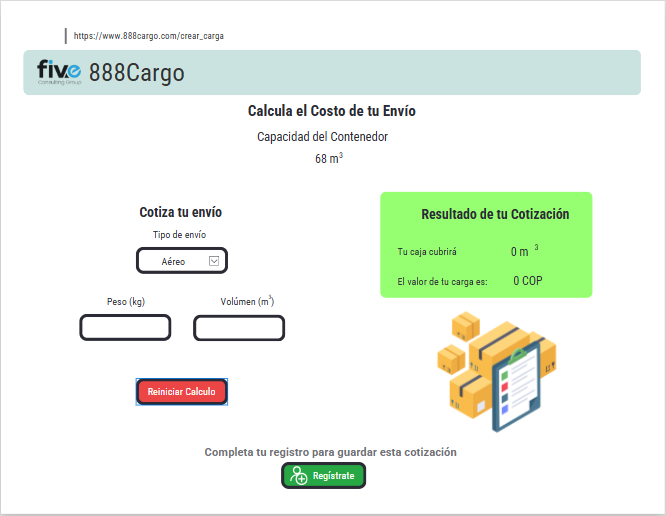 https://www.888cargo.com/crear_carga
five
Consulting Group
888Cargo
Calcula el Costo de tu Envío
Capacidad del Contenedor
68 m³
Cotiza tu envío
Tipo de envío
Aéreo
Peso (kg)
Volúmen (m³)
Reiniciar Calculo
Resultado de tu Cotización
Tu caja cubrirá
0 m ³
El valor de tu carga es:
0 COP
Completa tu registro para guardar esta cotización
Regístrate